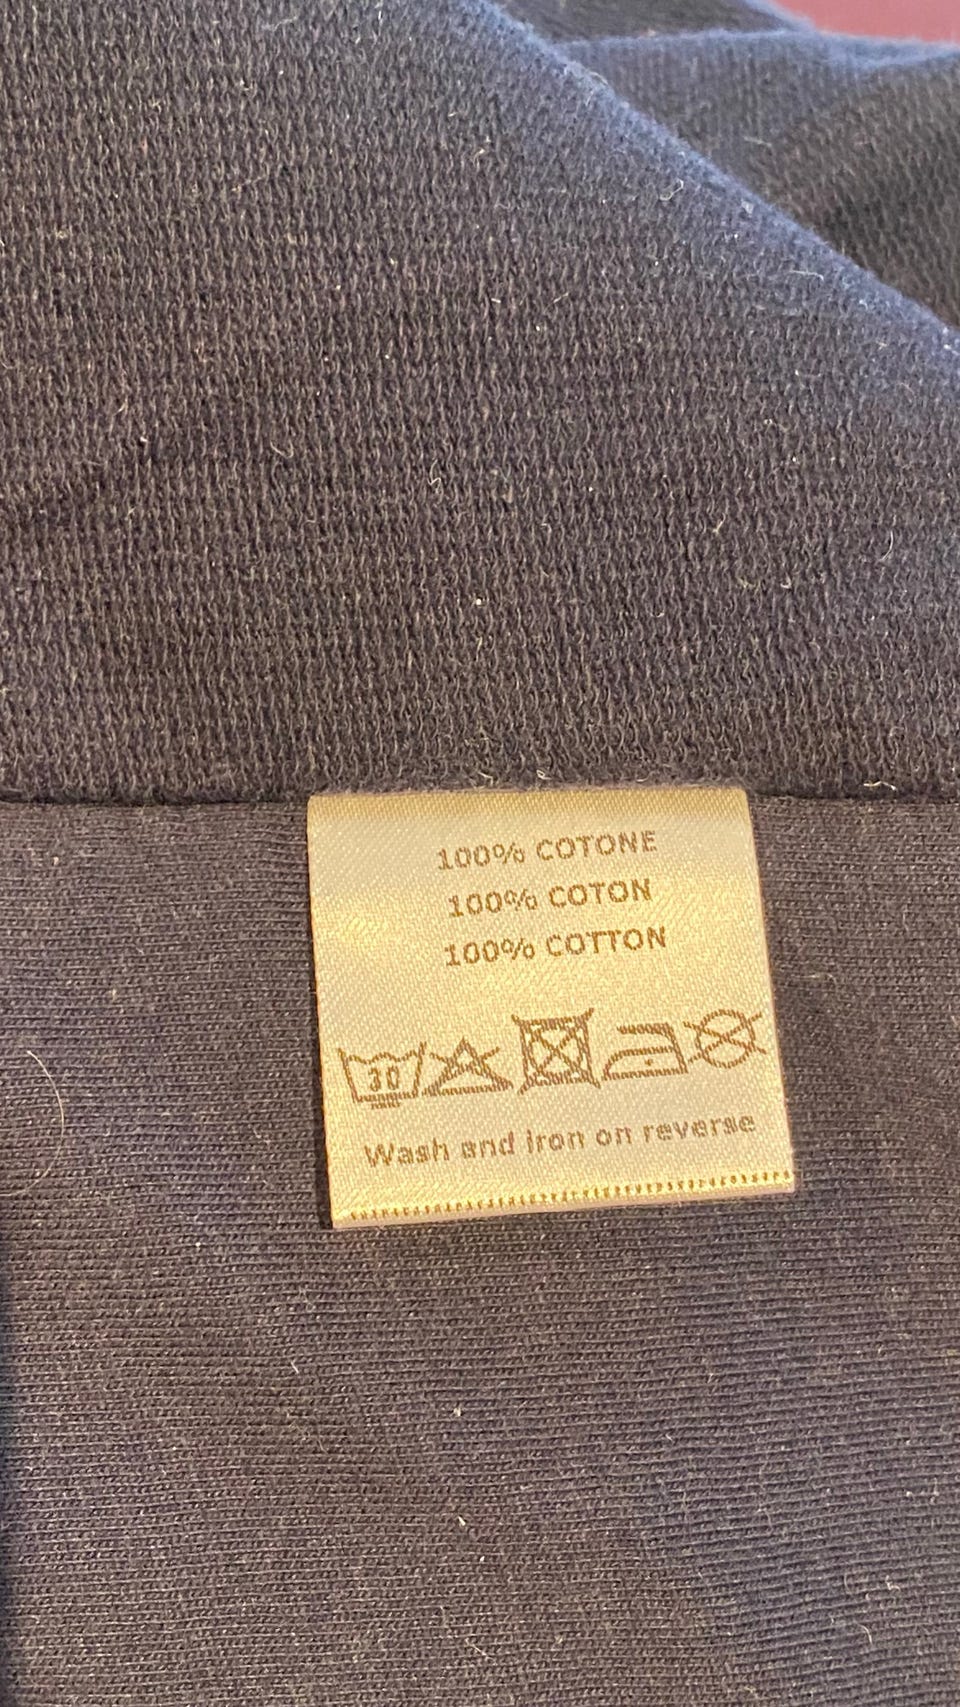 100% COTONE
100% COTON
100% COTTON
30
Wash and iron on reverse